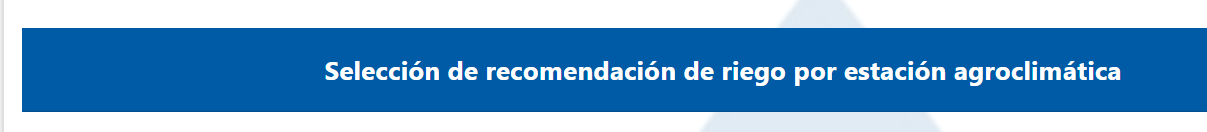 Selección de recomendación de riego por estación agroclimática